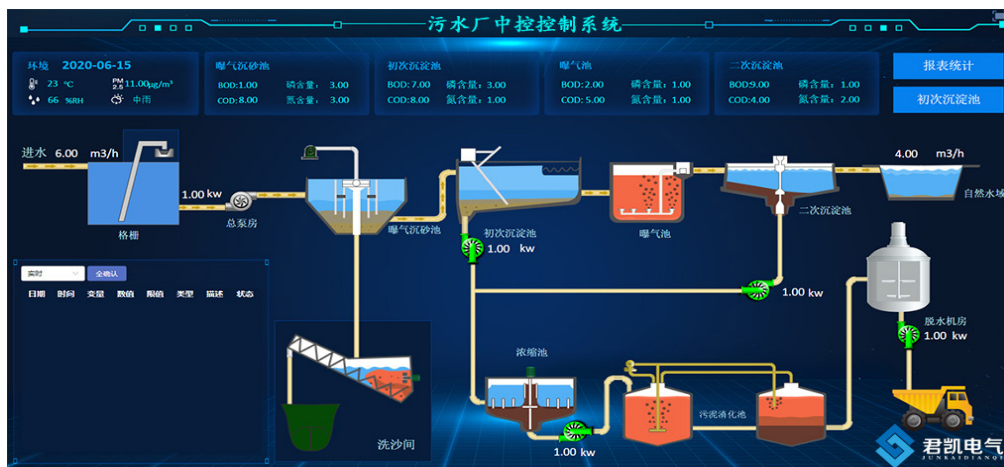 污水厂中控控制系统
环境 2020-06-15
23 ℃ PM2.5 11.00μg/m³
66 %RH 中雨
曝气沉砂池
BOD:1.00 磷含量: 3.00
COD:8.00 氮含量: 3.00
初次沉淀池
BOD:7.00 磷含量: 3.00
COD:8.00 氮含量: 1.00
曝气池
BOD:2.00 磷含量: 1.00
COD:5.00 氮含量: 1.00
二次沉淀池
BOD:9.00 磷含量: 1.00
COD:4.00 氮含量: 2.00
报表统计
初次沉淀池
进水 6.00 m3/h
格栅
1.00 kw
总泵房
曝气沉砂池
初次沉淀池
1.00 kw
曝气池
二次沉淀池
1.00 kw
4.00 m3/h
自然水域
实时 全确认
日期 时间 变量 数值 限值 类型 描述 状态
洗沙间
浓缩池
1.00 kw
污泥消化池
脱水机房
1.00 kw
君凯电气
JUNKAIDIANQI